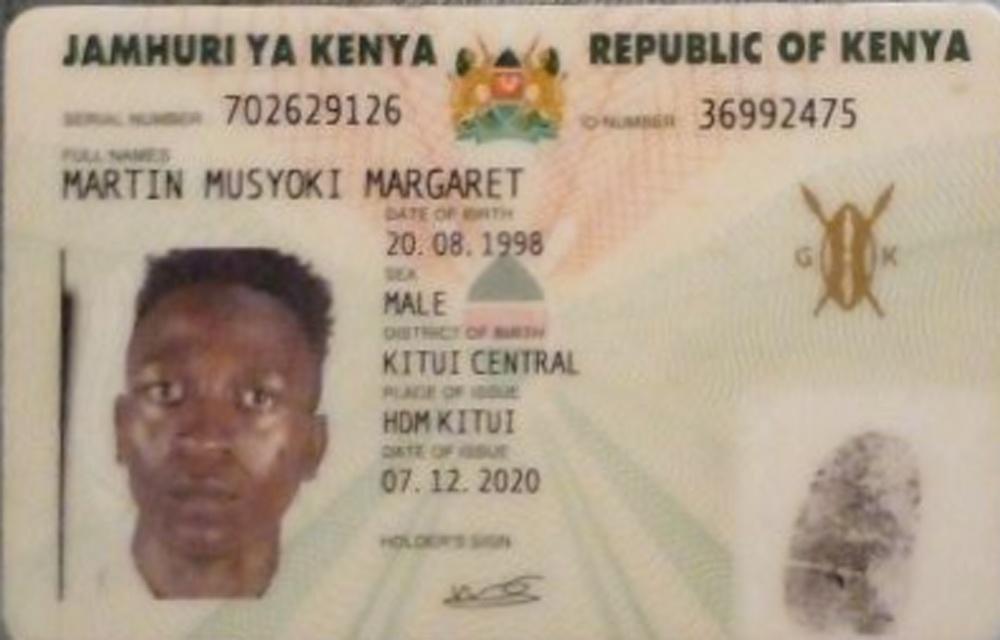 JAMHURI YA KENYA REPUBLIC OF KENYA
SERIAL NUMBER 702629126 ID NUMBER 36992475
FULL NAMES
MARTIN MUSYOKI MARGARET
DATE OF BIRTH
20. 08. 1998
SEX
MALE
DISTRICT OF BIRTH
KITUI CENTRAL
PLACE OF ISSUE
HDM KITUI
DATE OF ISSUE
07. 12. 2020
HOLDER'S SIGN
G K